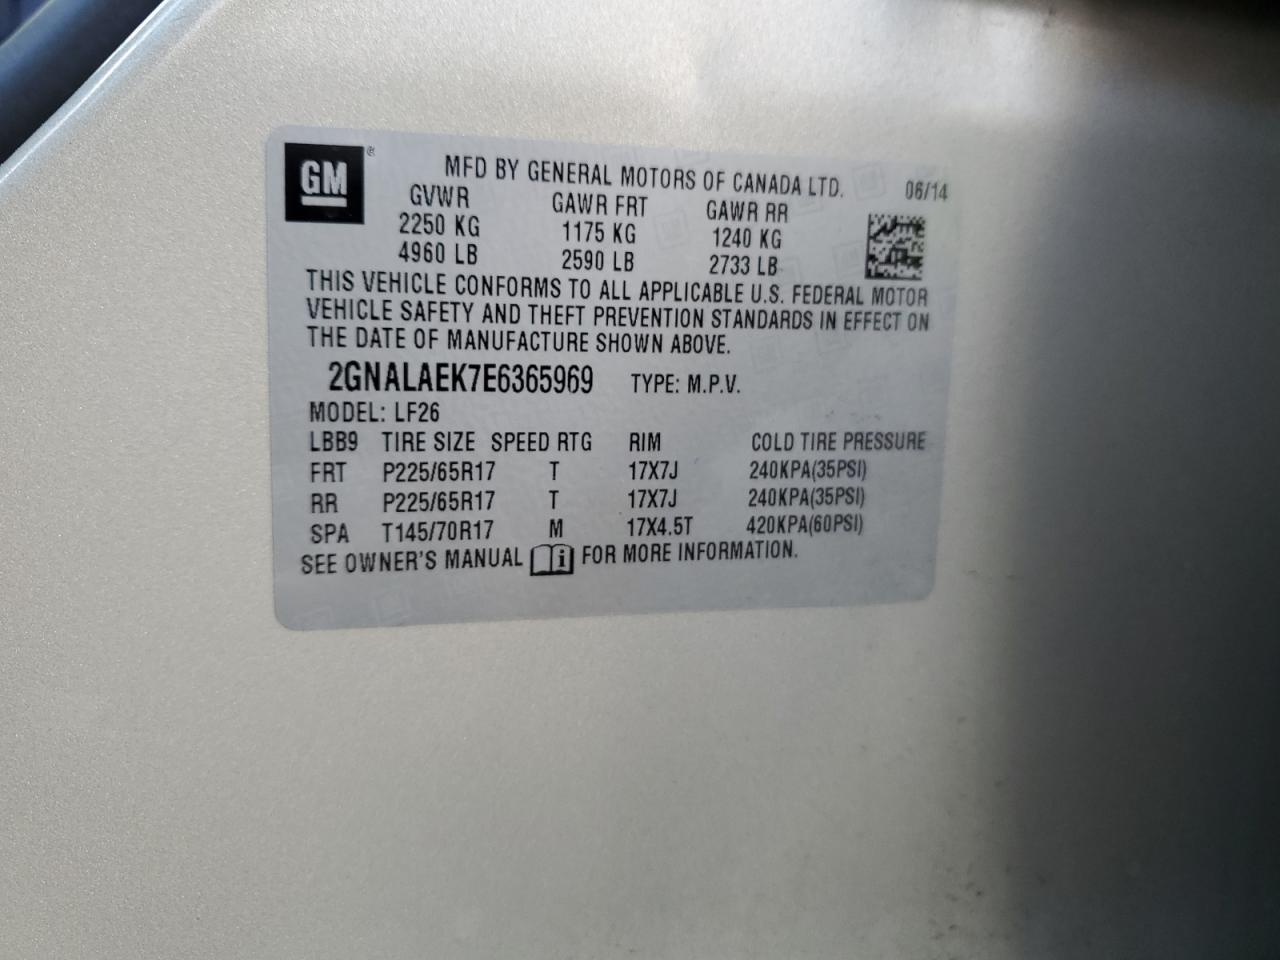 GM ®
MFD BY GENERAL MOTORS OF CANADA LTD. 06/14
GVWR GAWR FRT GAWR RR
2250 KG 1175 KG 1240 KG
4960 LB 2590 LB 2733 LB
THIS VEHICLE CONFORMS TO ALL APPLICABLE U.S. FEDERAL MOTOR
VEHICLE SAFETY AND THEFT PREVENTION STANDARDS IN EFFECT ON
THE DATE OF MANUFACTURE SHOWN ABOVE.
2GNALAEK7E6365969 TYPE: M.P.V.
MODEL: LF26
LBB9 TIRE SIZE SPEED RTG RIM COLD TIRE PRESSURE
FRT P225/65R17 T 17X7J 240KPA(35PSI)
RR P225/65R17 T 17X7J 240KPA(35PSI)
SPA T145/70R17 M 17X4.5T 420KPA(60PSI)
SEE OWNER'S MANUAL i FOR MORE INFORMATION.